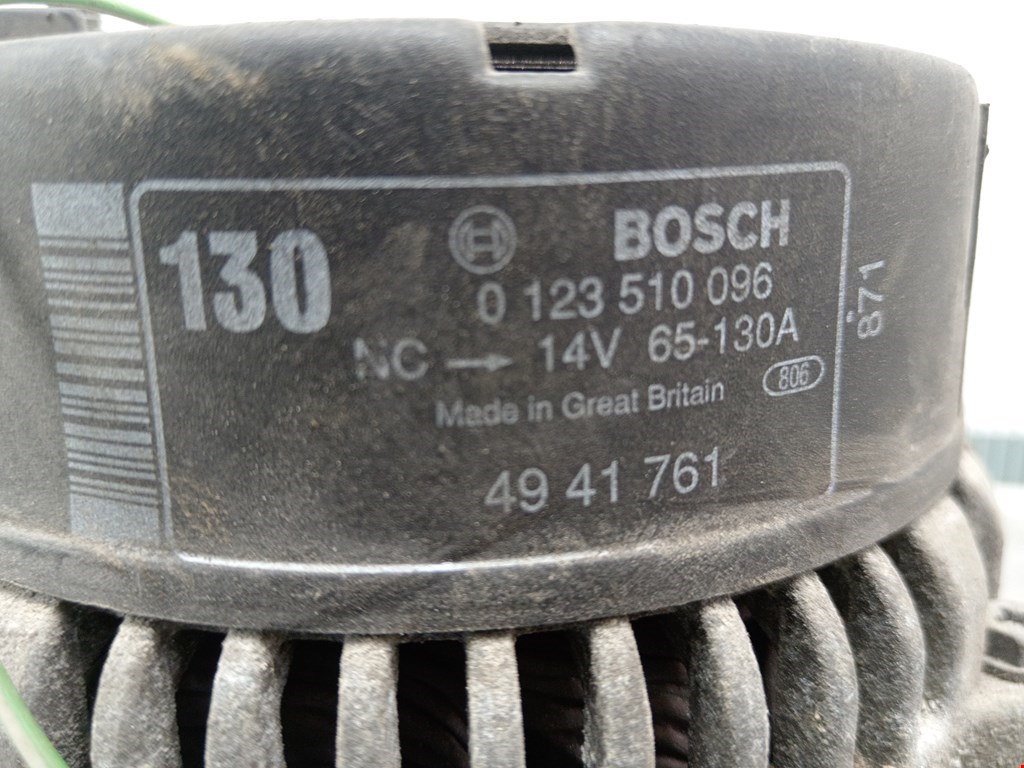 130
BOSCH
0 123 510 096
NC → 14V 65-130A
Made in Great Britain
806
49 41 761
871